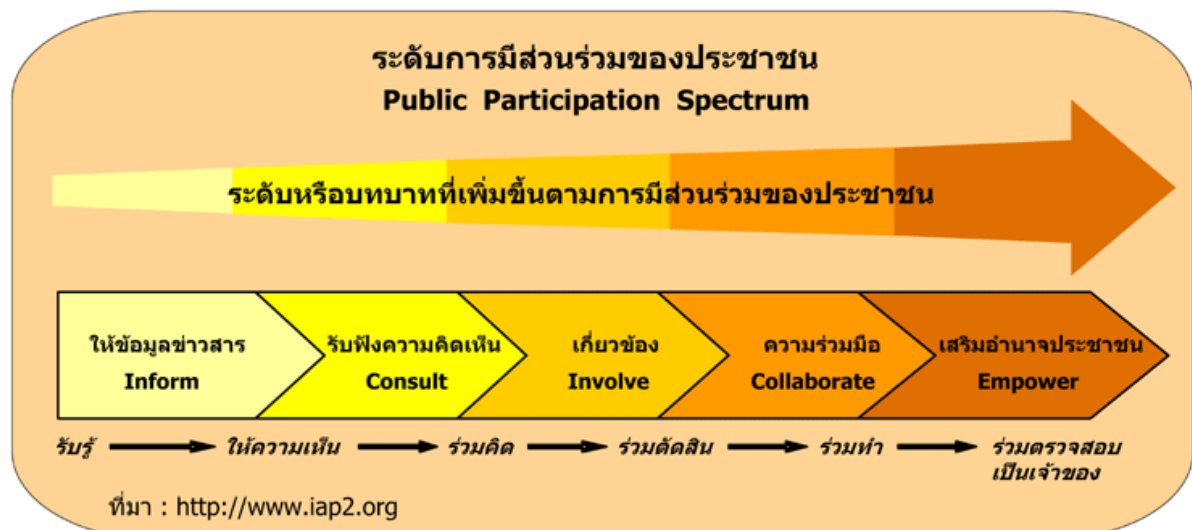 ระดับการมีส่วนร่วมของประชาชน
Public Participation Spectrum
ระดับหรือบทบาทที่เพิ่มขึ้นตามการมีส่วนร่วมของประชาชน
ให้ข้อมูลข่าวสาร
Inform
รับฟังความคิดเห็น
Consult
เกี่ยวข้อง
Involve
ความร่วมมือ
Collaborate
เสริมอำนาจประชาชน
Empower
รับรู้
ให้ความเห็น
ร่วมคิด
ร่วมตัดสิน
ร่วมทำ
ร่วมตรวจสอบ
เป็นเจ้าของ
ที่มา : http://www.iap2.org